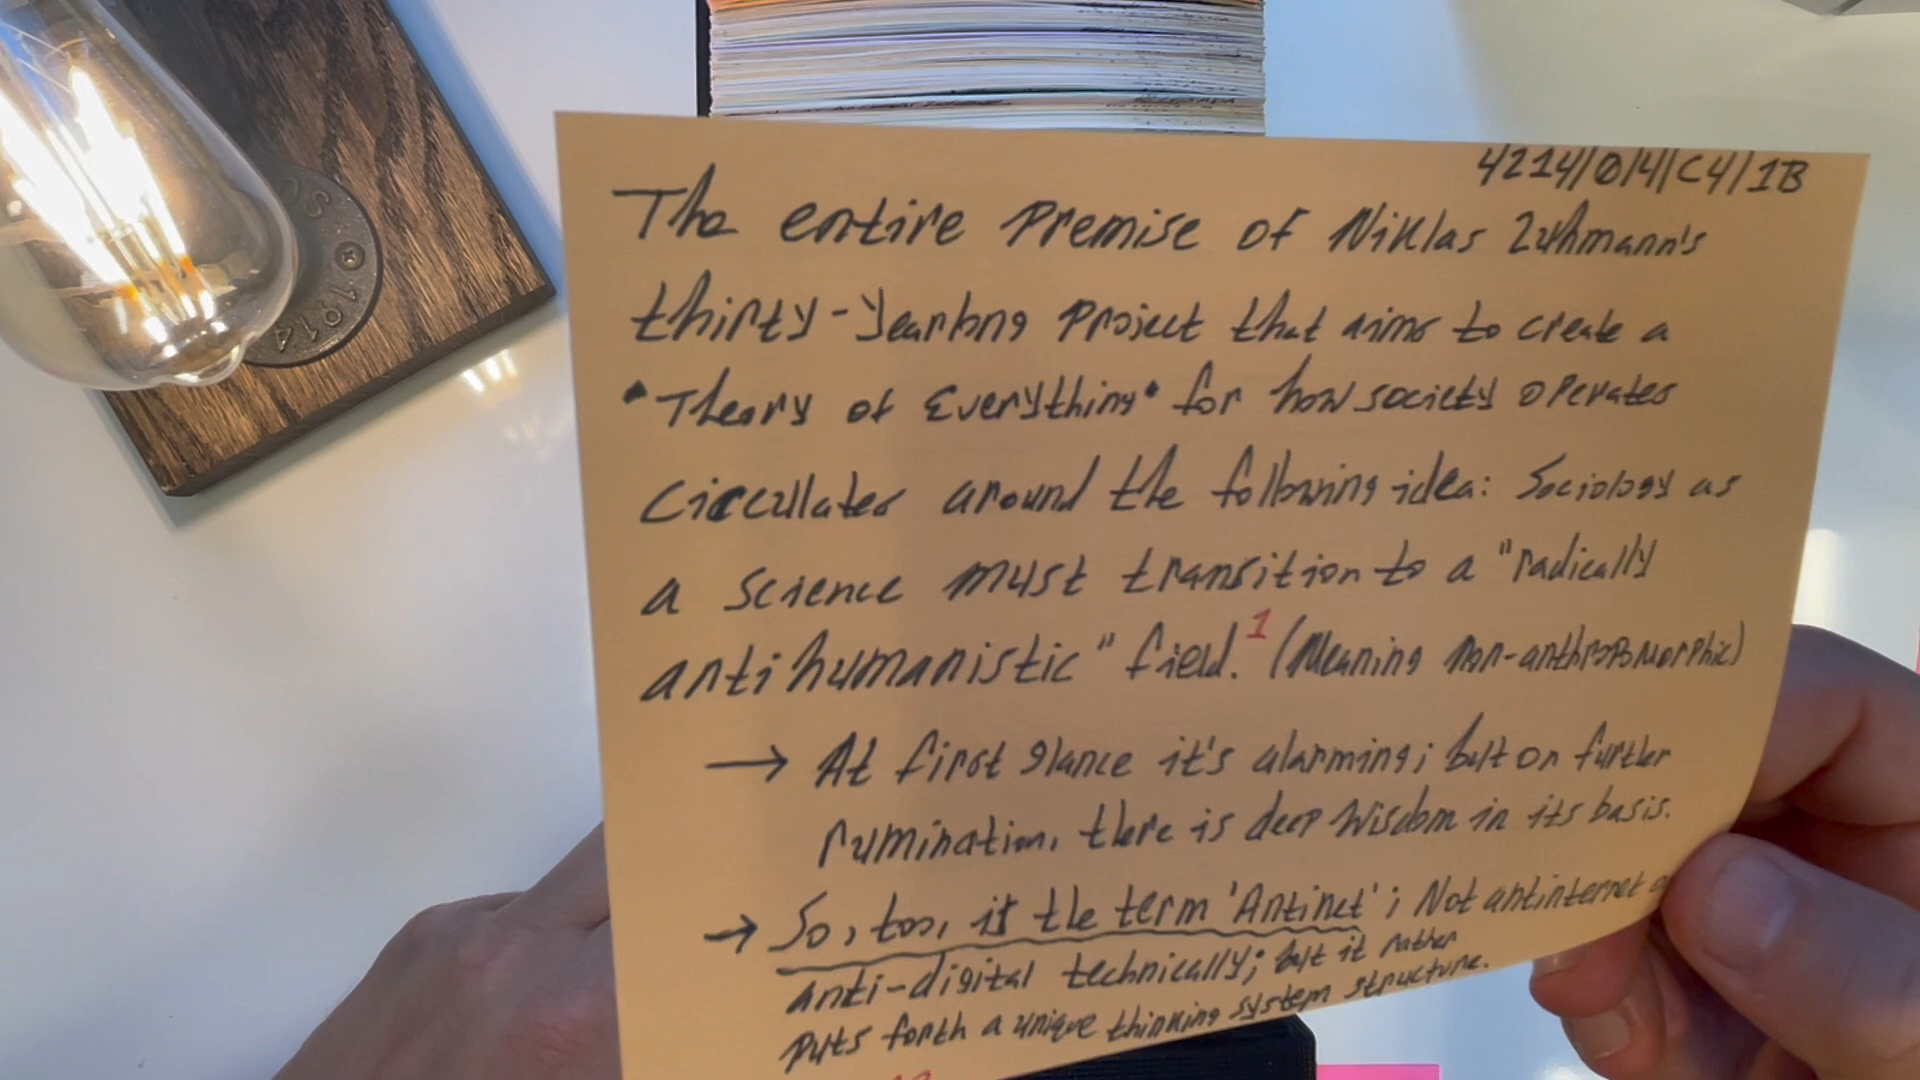 4214/0/4/C4/1B
The entire Premise of Niklas Luhmann's
thirty-Yearlong Project that aims to create a
"Theory of Everything" for how society operates
Circulates around the following idea: Sociology as
a science must transition to a "radically
antihumanistic" field.1 (Meaning non-anthropomorphic)
→ At first glance it's alarming; but on further
rumination, there is deep wisdom in its basis.
→ So, too, is the term 'Antinet'; Not antinternet
anti-digital technically; but it rather
Puts forth a unique thinking system structure.
1914